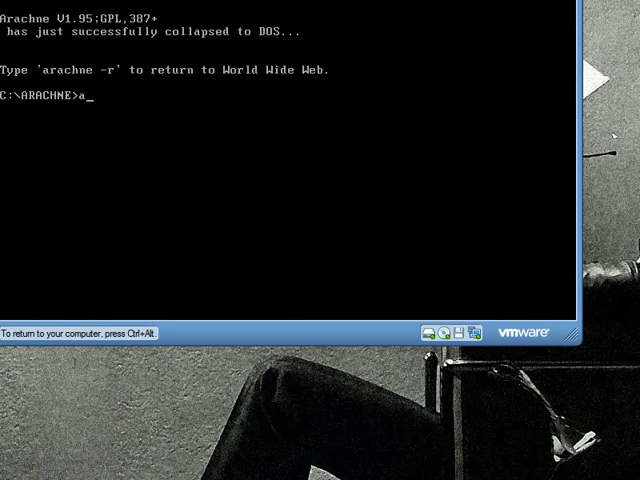 Arachne V1.95;GPL,387+
has just successfully collapsed to DOS...
Type 'arachne -r' to return to World Wide Web.
C:\ARACHNE>a_
To return to your computer, press Ctrl+Alt.
vmware